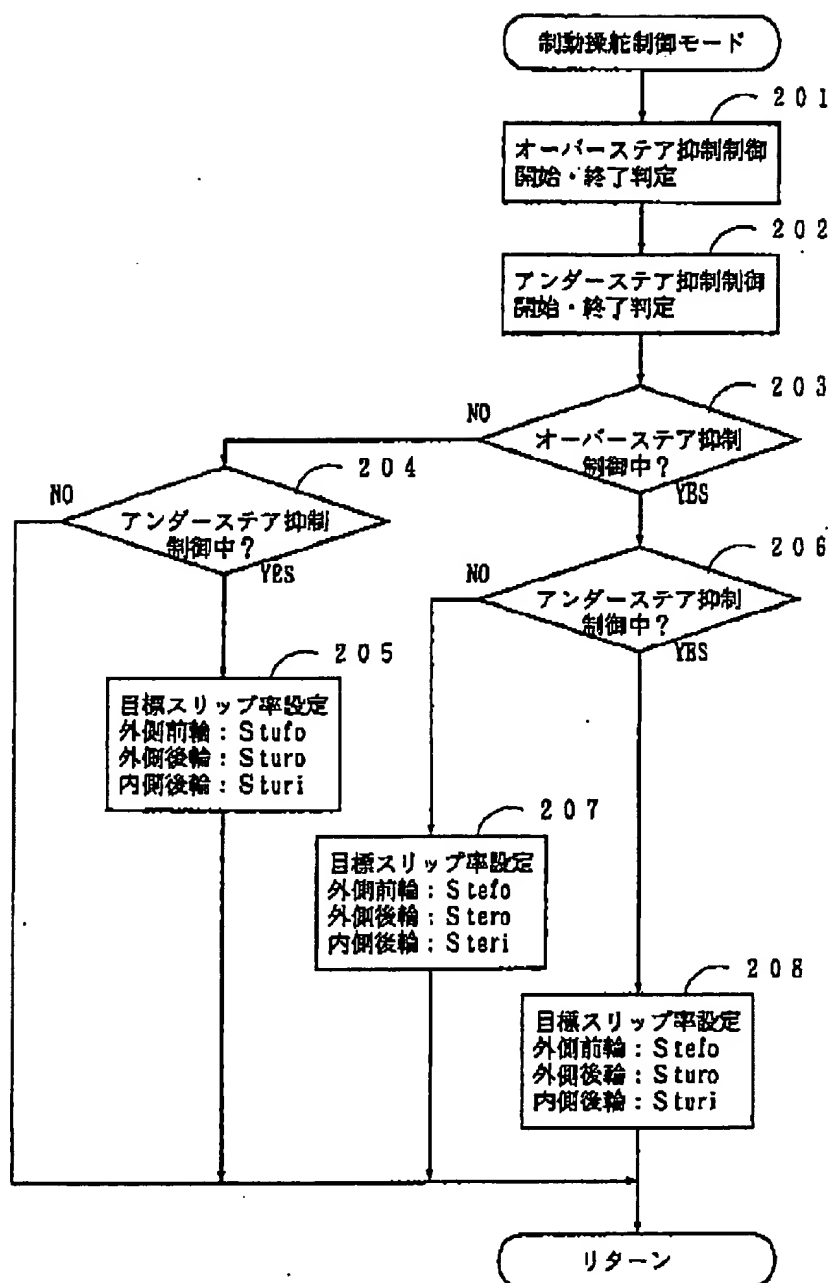 制動操舵制御モード
201
オーバーステア抑制制御
開始・終了判定
202
アンダーステア抑制制御
開始・終了判定
203
NO
オーバーステア抑制
制御中?
YES
204
NO
アンダーステア抑制
制御中?
YES
206
NO
アンダーステア抑制
制御中?
YES
205
目標スリップ率設定
外側前輪:Stufo
外側後輪:Sturo
内側後輪:Sturi
207
目標スリップ率設定
外側前輪:Stefo
外側後輪:Stero
内側後輪:Steri
208
目標スリップ率設定
外側前輪:Stefo
外側後輪:Sturo
内側後輪:Sturi
リターン